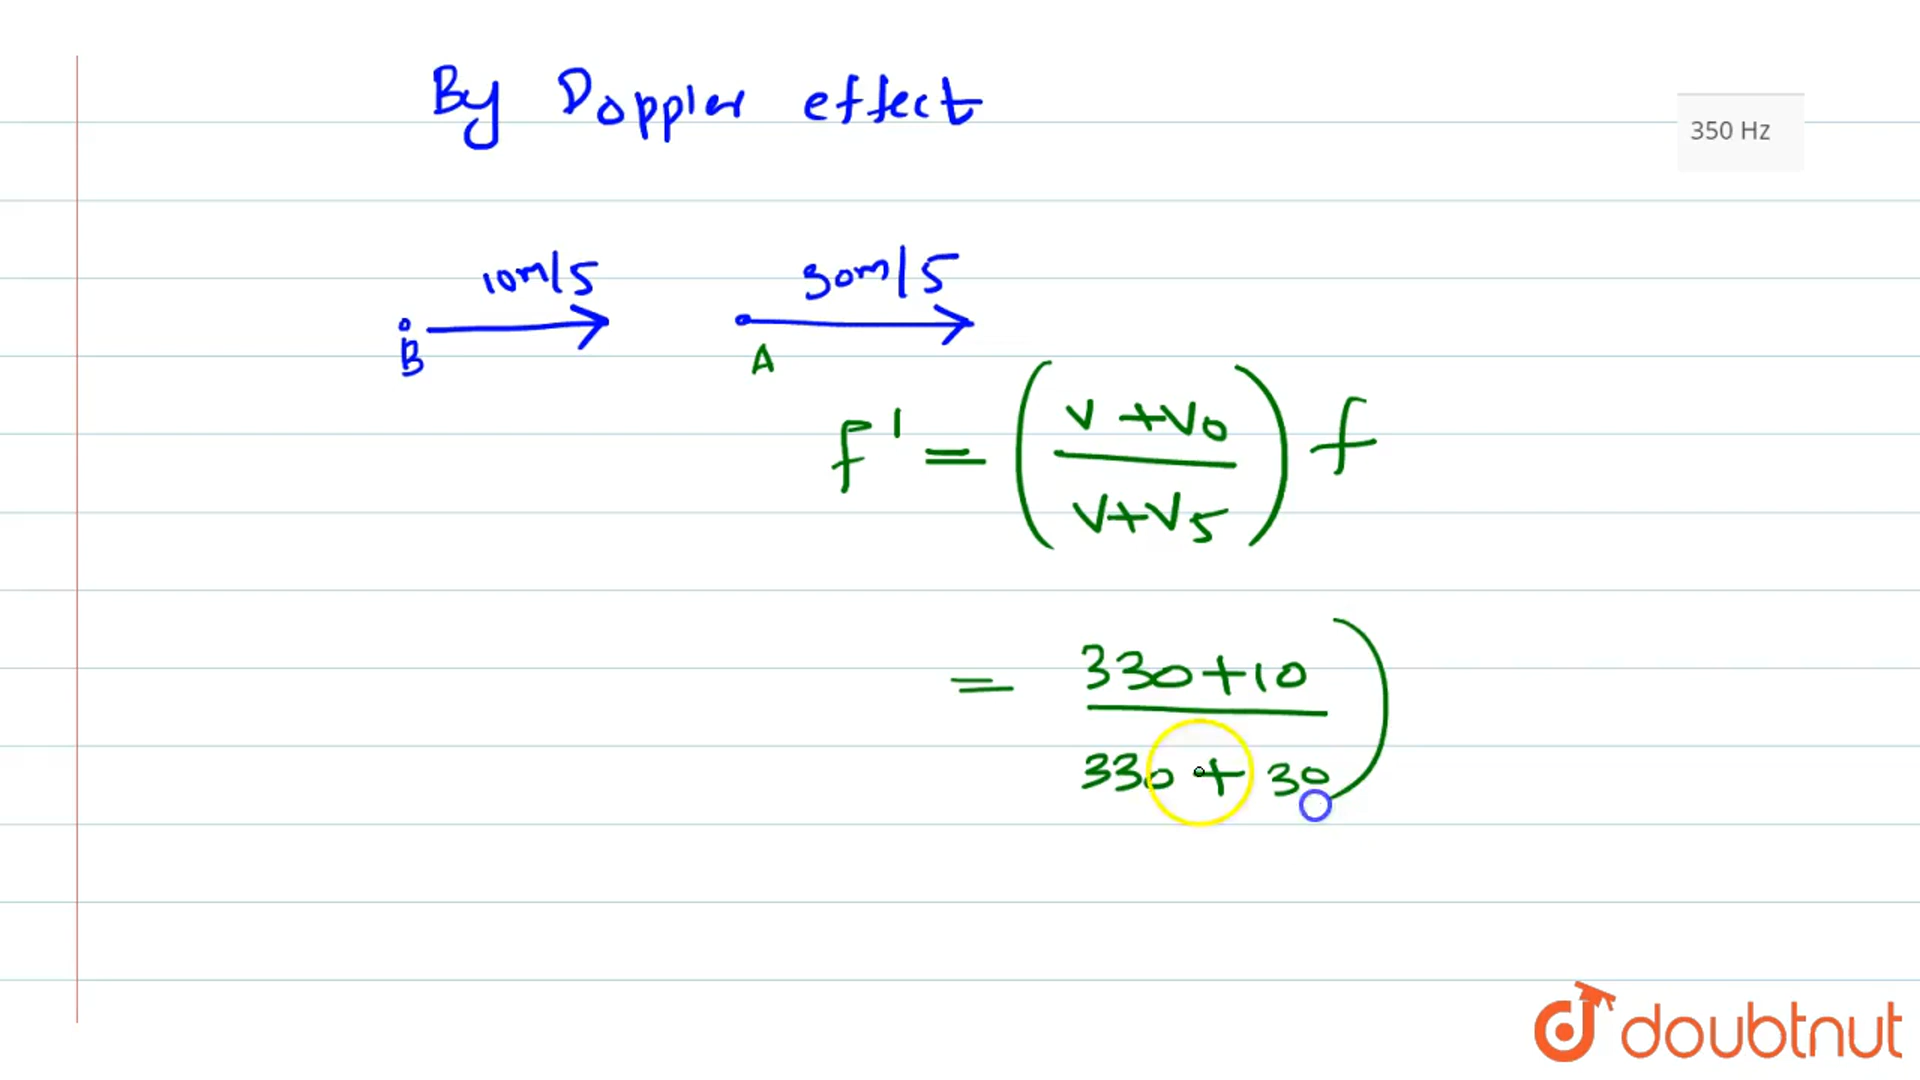 By Doppler effect
350 Hz
10m/s 30m/s
B A
f' = (v+v0 / v+vs) f
= 330+10 / 330+30)
doubtnut